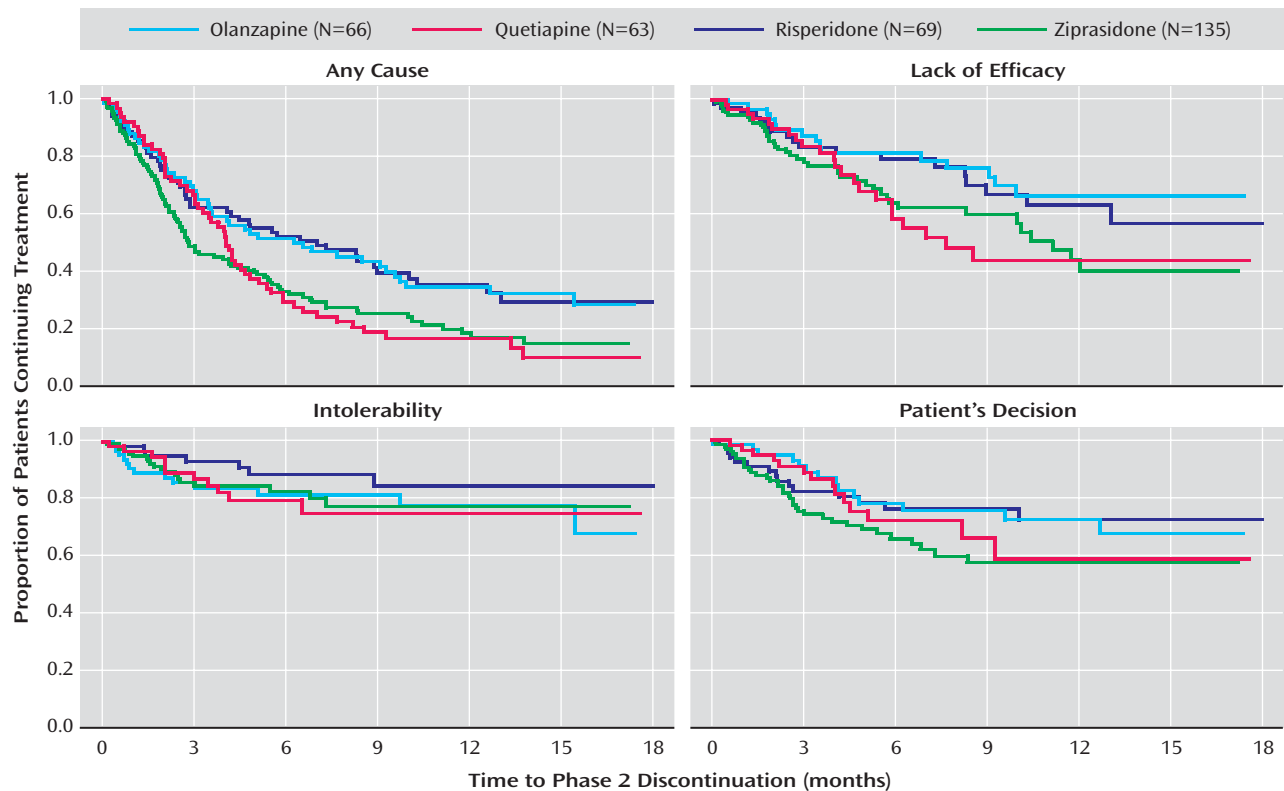 Olanzapine (N=66) Quetiapine (N=63) Risperidone (N=69) Ziprasidone (N=135)
Any Cause Lack of Efficacy
1.0
0.8
0.6
0.4
0.2
0.0
Intolerability Patient’s Decision
1.0
0.8
0.6
0.4
0.2
0.0
0 3 6 9 12 15 18 0 3 6 9 12 15 18
Time to Phase 2 Discontinuation (months)
Proportion of Patients Continuing Treatment